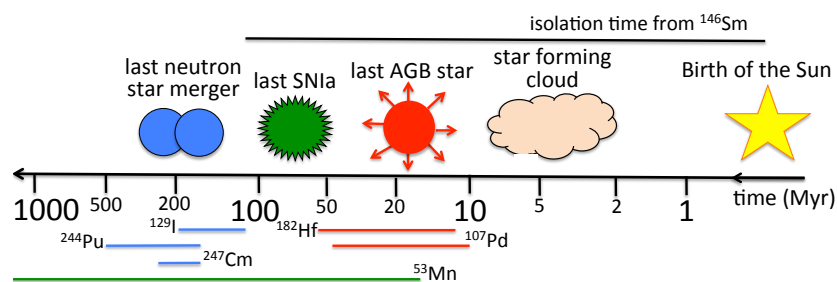 isolation time from ¹⁴⁶Sm
last neutron
star merger
last SNIa
last AGB star
star forming
cloud
Birth of the Sun
1000 500 200 100 50 20 10 5 2 1 time (Myr)
¹²⁹I
¹⁸²Hf
²⁴⁴Pu
¹⁰⁷Pd
²⁴⁷Cm
⁵³Mn